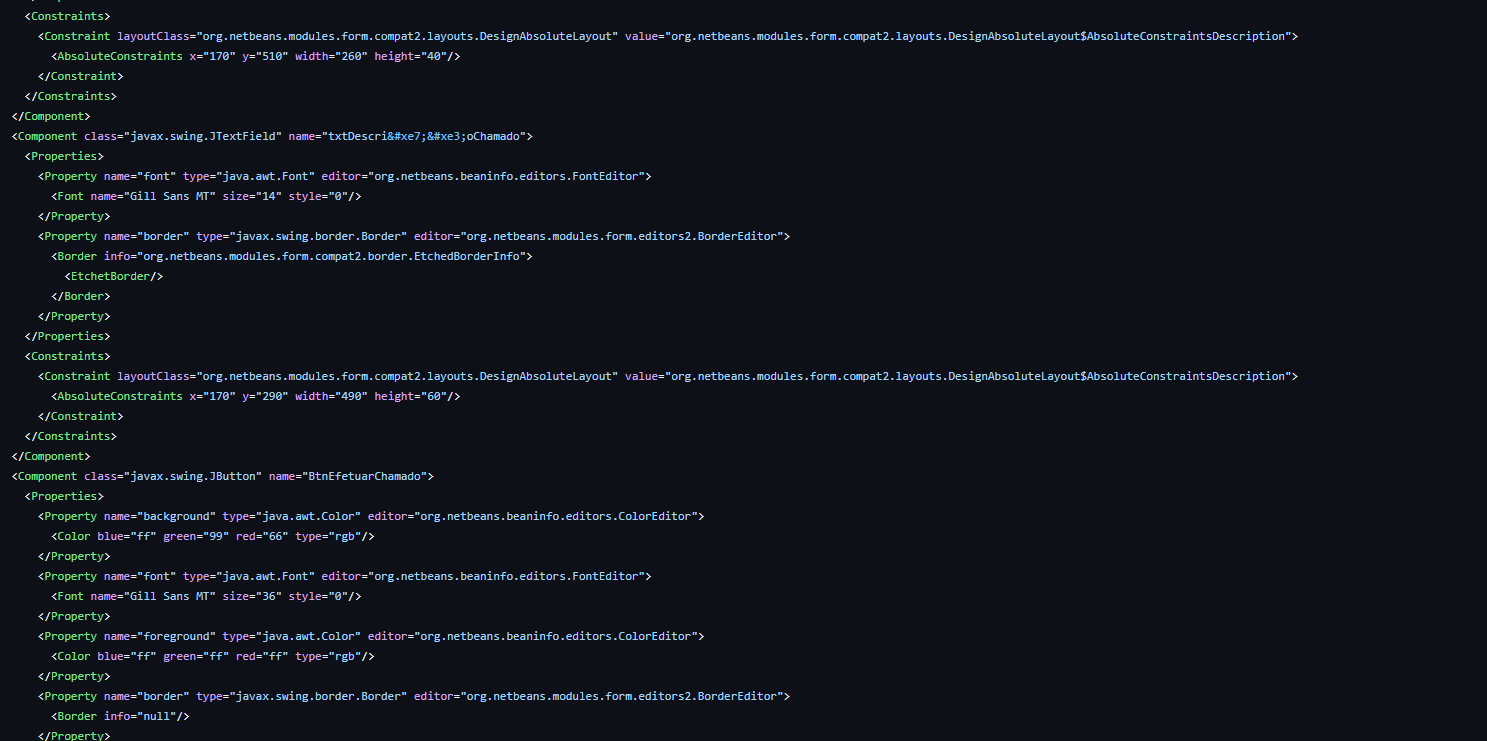 <Constraints>
<Constraint layoutClass="org.netbeans.modules.form.compat2.layouts.DesignAbsoluteLayout" value="org.netbeans.modules.form.compat2.layouts.DesignAbsoluteLayout$AbsoluteConstraintsDescription">
<AbsoluteConstraints x="170" y="510" width="260" height="40"/>
</Constraint>
</Constraints>
</Component>
<Component class="javax.swing.JTextField" name="txtDescri&#xe7;&#xe3;oChamado">
<Properties>
<Property name="font" type="java.awt.Font" editor="org.netbeans.beaninfo.editors.FontEditor">
<Font name="Gill Sans MT" size="14" style="0"/>
</Property>
<Property name="border" type="javax.swing.border.Border" editor="org.netbeans.modules.form.editors2.BorderEditor">
<Border info="org.netbeans.modules.form.compat2.border.EtchedBorderInfo">
<EtchetBorder/>
</Border>
</Property>
</Properties>
<Constraints>
<Constraint layoutClass="org.netbeans.modules.form.compat2.layouts.DesignAbsoluteLayout" value="org.netbeans.modules.form.compat2.layouts.DesignAbsoluteLayout$AbsoluteConstraintsDescription">
<AbsoluteConstraints x="170" y="290" width="490" height="60"/>
</Constraint>
</Constraints>
</Component>
<Component class="javax.swing.JButton" name="BtnEfetuarChamado">
<Properties>
<Property name="background" type="java.awt.Color" editor="org.netbeans.beaninfo.editors.ColorEditor">
<Color blue="ff" green="99" red="66" type="rgb"/>
</Property>
<Property name="font" type="java.awt.Font" editor="org.netbeans.beaninfo.editors.FontEditor">
<Font name="Gill Sans MT" size="36" style="0"/>
</Property>
<Property name="foreground" type="java.awt.Color" editor="org.netbeans.beaninfo.editors.ColorEditor">
<Color blue="ff" green="ff" red="ff" type="rgb"/>
</Property>
<Property name="border" type="javax.swing.border.Border" editor="org.netbeans.modules.form.editors2.BorderEditor">
<Border info="null"/>
</Property>